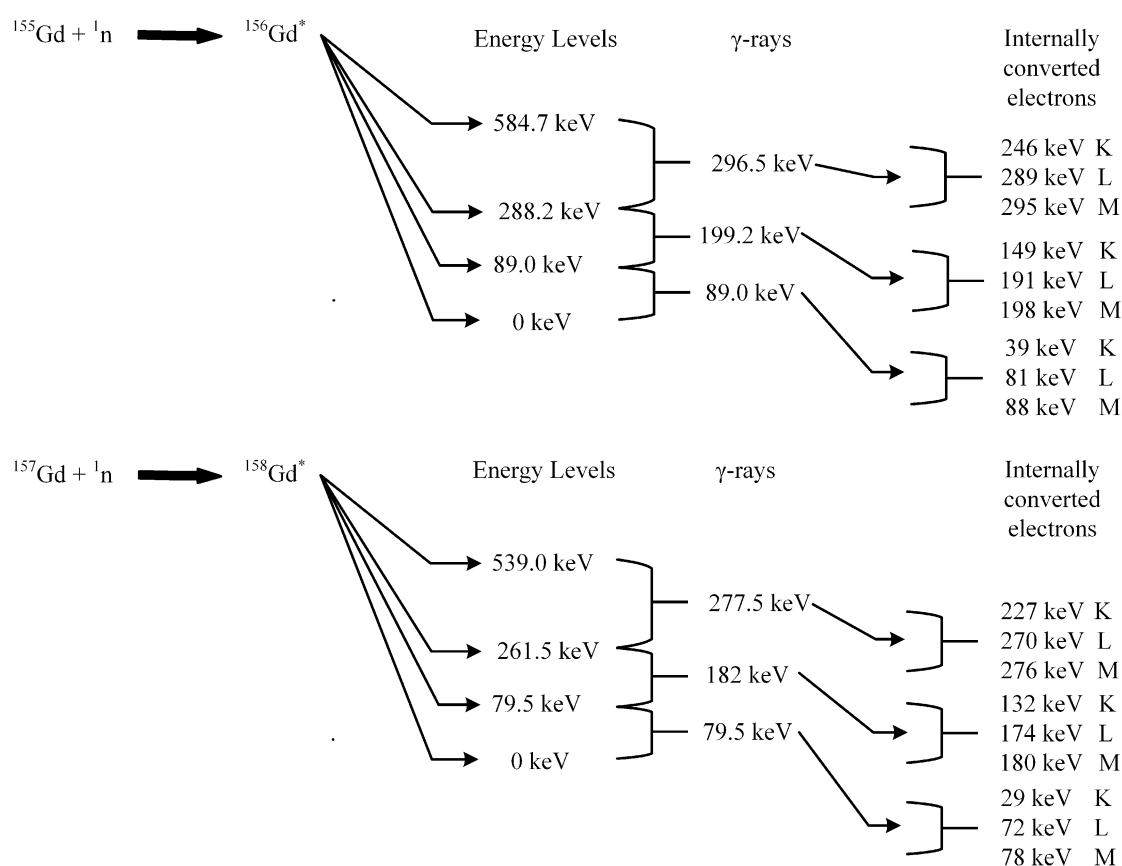 ¹⁵⁵Gd + ¹n ¹⁵⁶Gd* Energy Levels γ-rays Internally
converted
electrons
584.7 keV
296.5 keV
246 keV K
289 keV L
295 keV M
288.2 keV
199.2 keV
149 keV K
191 keV L
198 keV M
89.0 keV
89.0 keV
0 keV
39 keV K
81 keV L
88 keV M
¹⁵⁷Gd + ¹n ¹⁵⁸Gd* Energy Levels γ-rays Internally
converted
electrons
539.0 keV
277.5 keV
227 keV K
270 keV L
276 keV M
261.5 keV
182 keV
132 keV K
174 keV L
180 keV M
79.5 keV
79.5 keV
0 keV
29 keV K
72 keV L
78 keV M